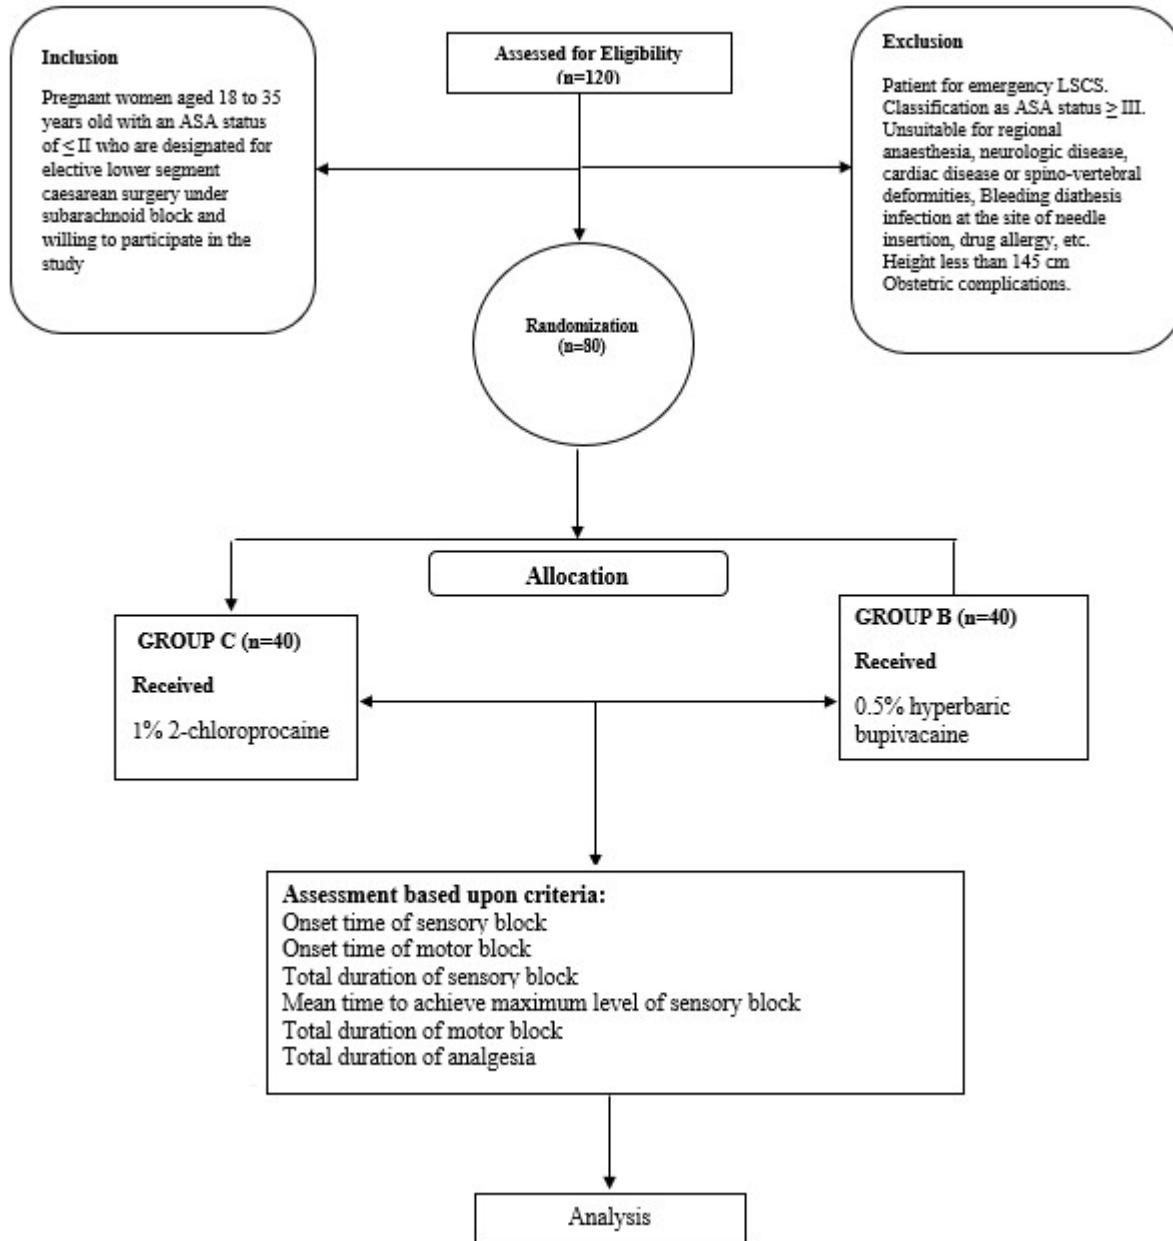 Inclusion
Pregnant women aged 18 to 35
years old with an ASA status
of ≤ II who are designated for
elective lower segment
caesarean surgery under
subarachnoid block and
willing to participate in the
study
Assessed for Eligibility
(n=120)
Exclusion
Patient for emergency LSCS.
Classification as ASA status ≥ III.
Unsuitable for regional
anaesthesia, neurologic disease,
cardiac disease or spino-vertebral
deformities, Bleeding diathesis
infection at the site of needle
insertion, drug allergy, etc.
Height less than 145 cm
Obstetric complications.
Randomization
(n=80)
Allocation
GROUP C (n=40)
Received
1% 2-chloroprocaine
GROUP B (n=40)
Received
0.5% hyperbaric
bupivacaine
Assessment based upon criteria:
Onset time of sensory block
Onset time of motor block
Total duration of sensory block
Mean time to achieve maximum level of sensory block
Total duration of motor block
Total duration of analgesia
Analysis